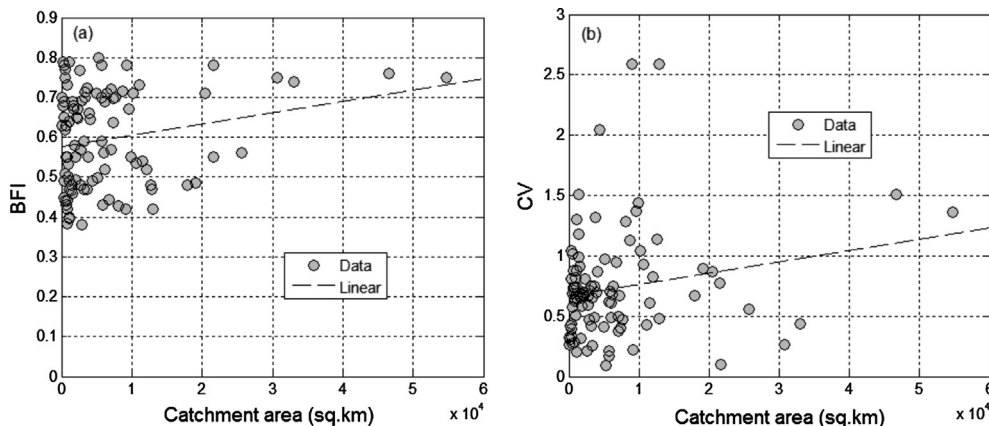 (a)
BFI
0.9
0.8
0.7
0.6
0.5
0.4
0.3
0.2
0.1
0
0 1 2 3 4 5 60
x 10⁴
Catchment area (sq.km)
Data
Linear
(b)
CV
3
2.5
2
1.5
1
0.5
0
0 1 2 3 4 5 60
x 10⁴
Catchment area (sq.km)
Data
Linear